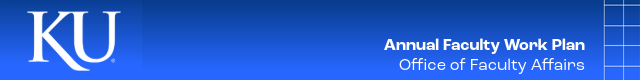 KU
Annual Faculty Work Plan
Office of Faculty Affairs